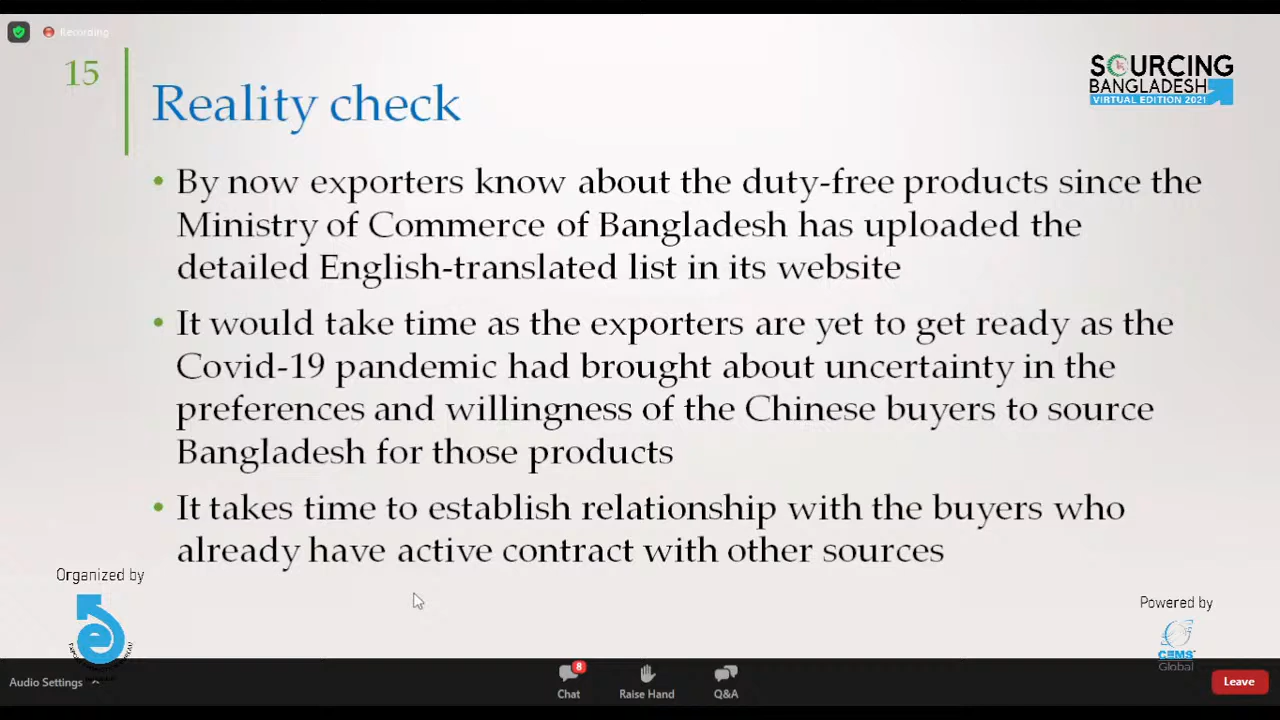 Recording
15
Reality check
SOURCING
BANGLADESH
VIRTUAL EDITION 2021
• By now exporters know about the duty-free products since the
Ministry of Commerce of Bangladesh has uploaded the
detailed English-translated list in its website
• It would take time as the exporters are yet to get ready as the
Covid-19 pandemic had brought about uncertainty in the
preferences and willingness of the Chinese buyers to source
Bangladesh for those products
• It takes time to establish relationship with the buyers who
already have active contract with other sources
Organized by
Powered by
CEMS
Global
Audio Settings
8
Chat
Raise Hand
Q&A
Leave